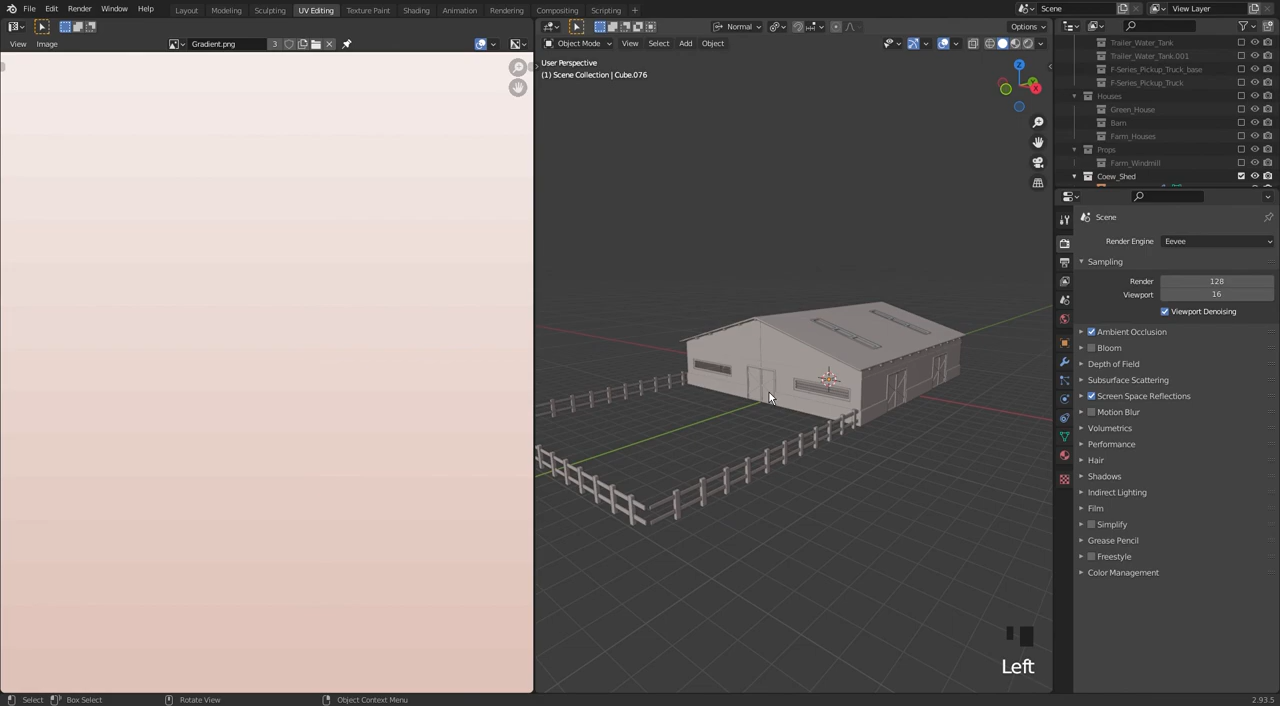 File Edit Render Window Help Layout Modeling Sculpting UV Editing Texture Paint Shading Animation Rendering Compositing Scripting + Scene View Layer
View Image Gradient.png 3
Normal Options
Object Mode View Select Add Object
User Perspective
(1) Scene Collection | Cube.076
Z
Y
X
Trailer_Water_Tank
Trailer_Water_Tank.001
F-Series_Pickup_Truck_base
F-Series_Pickup_Truck
Houses
Green_House
Barn
Farm_Houses
Props
Farm_Windmill
Coew_Shed
Scene
Render Engine Eevee
Sampling
Render 128
Viewport 16
Viewport Denoising
Ambient Occlusion
Bloom
Depth of Field
Subsurface Scattering
Screen Space Reflections
Motion Blur
Volumetrics
Performance
Hair
Shadows
Indirect Lighting
Film
Simplify
Grease Pencil
Freestyle
Color Management
Left
Select Box Select Rotate View Object Context Menu 2.93.5